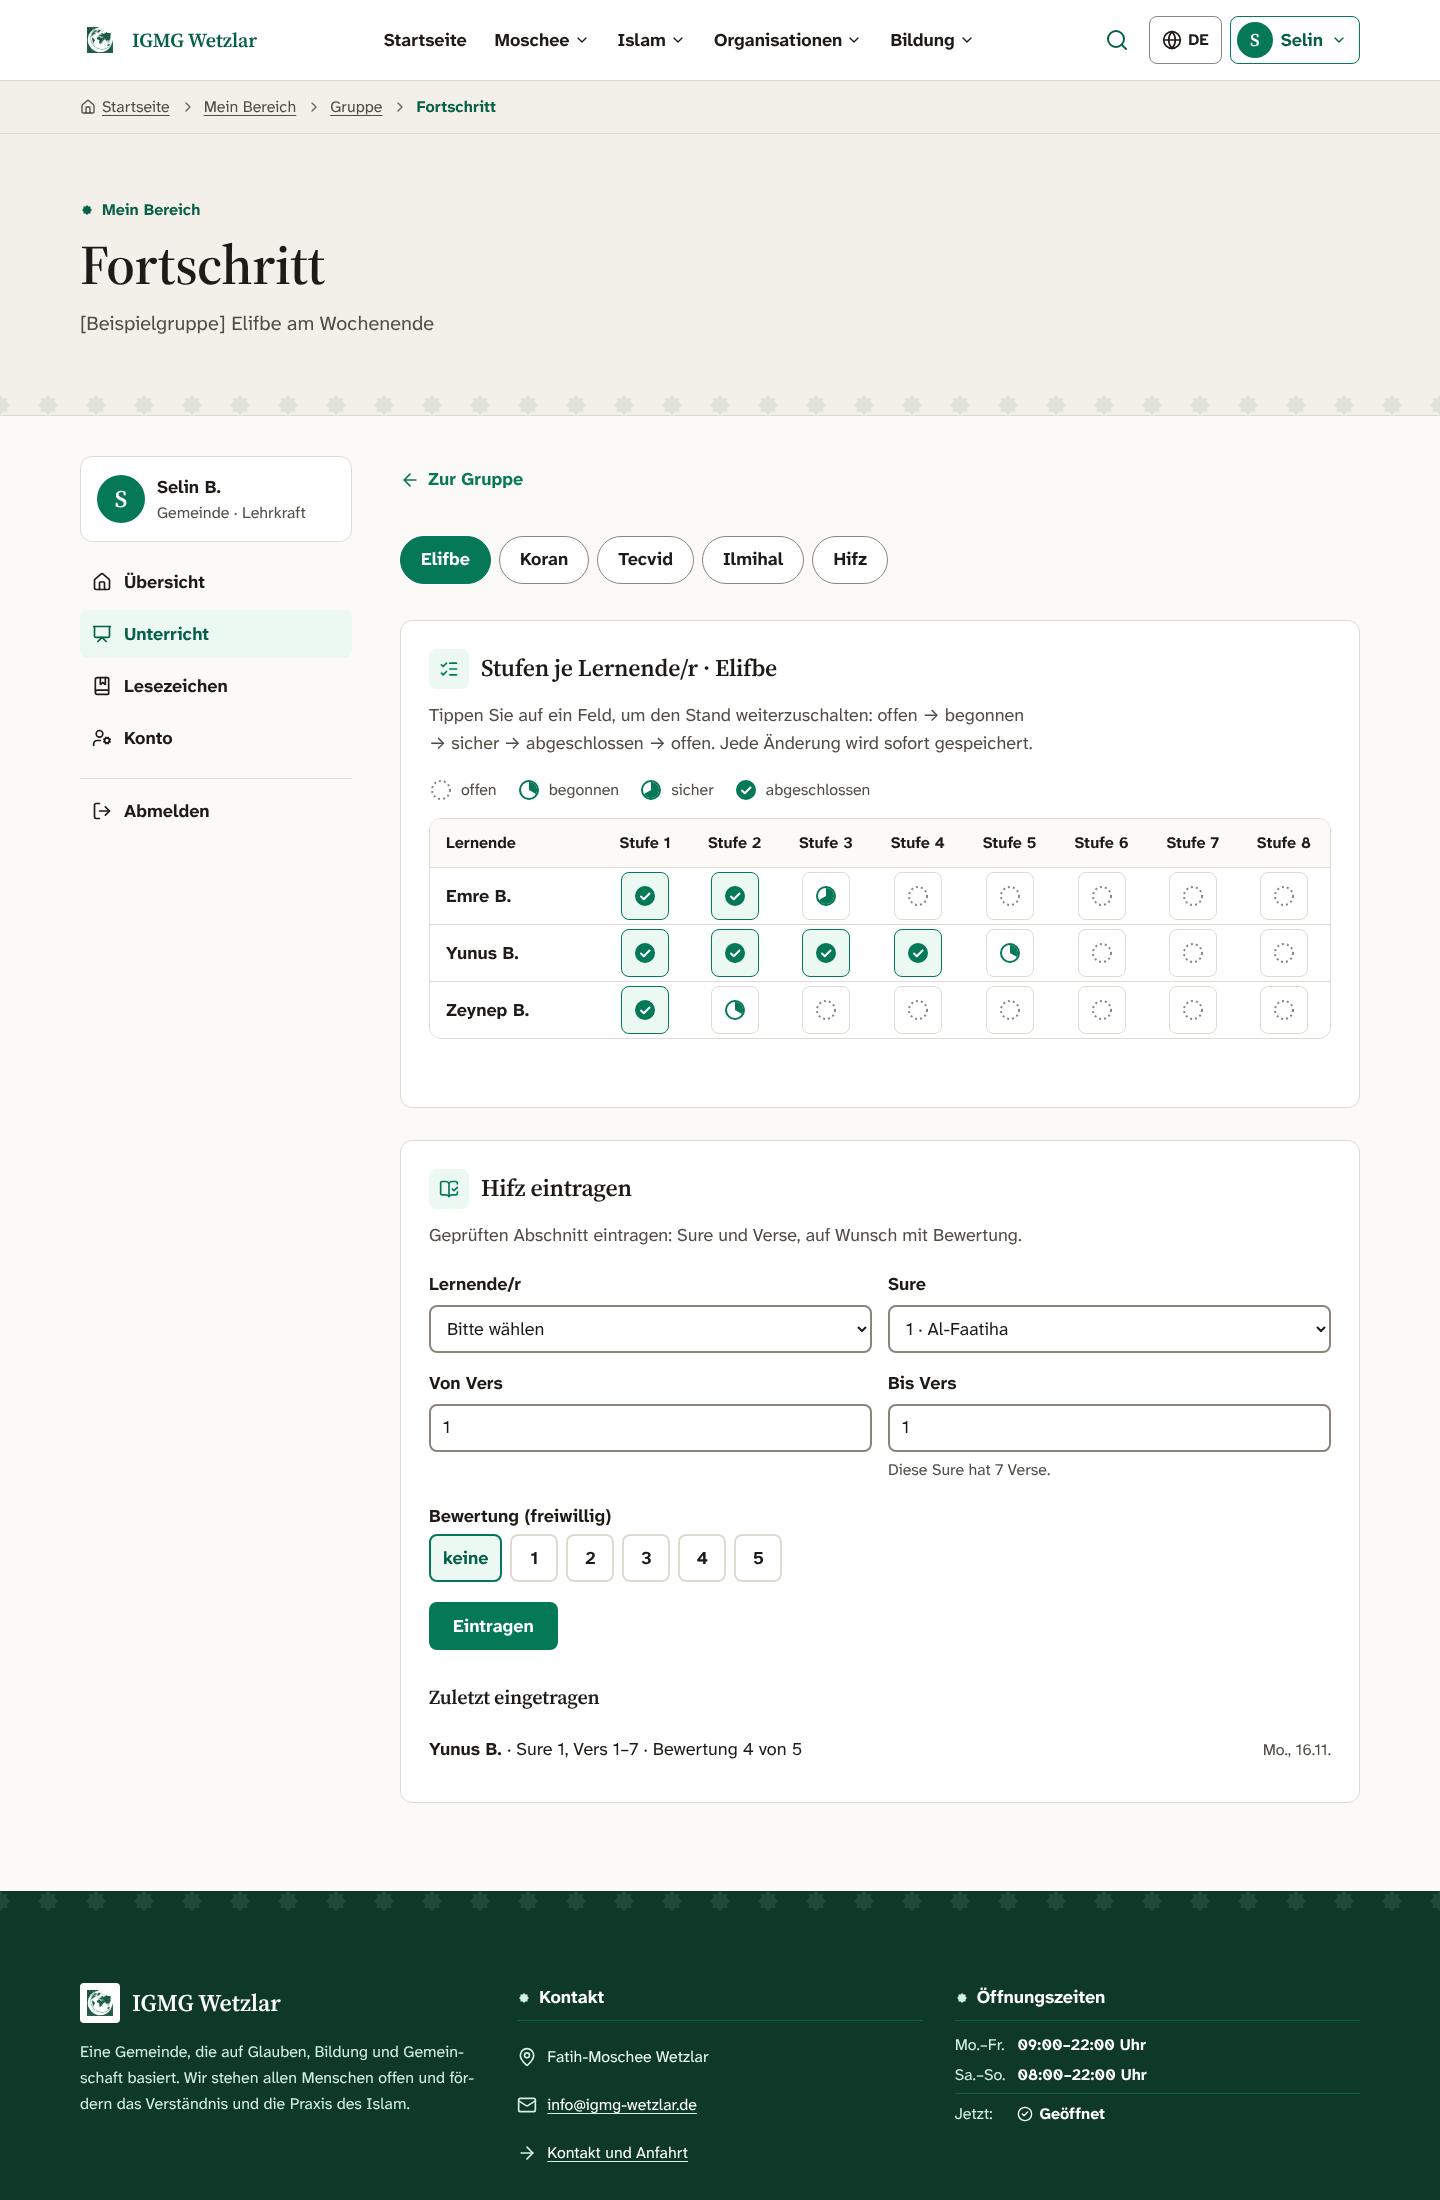 IGMG Wetzlar
Startseite Moschee Islam Organisationen Bildung
DE
S Selin
Startseite > Mein Bereich > Gruppe > Fortschritt
Mein Bereich
Fortschritt
[Beispielgruppe] Elifbe am Wochenende
S
Selin B.
Gemeinde · Lehrkraft
Übersicht
Unterricht
Lesezeichen
Konto
Abmelden
← Zur Gruppe
Elifbe Koran Tecvid Ilmihal Hifz
Stufen je Lernende/r · Elifbe
Tippen Sie auf ein Feld, um den Stand weiterzuschalten: offen → begonnen
→ sicher → abgeschlossen → offen. Jede Änderung wird sofort gespeichert.
offen begonnen sicher abgeschlossen
Lernende Stufe 1 Stufe 2 Stufe 3 Stufe 4 Stufe 5 Stufe 6 Stufe 7 Stufe 8
Emre B.
Yunus B.
Zeynep B.
Hifz eintragen
Geprüften Abschnitt eintragen: Sure und Verse, auf Wunsch mit Bewertung.
Lernende/r Sure
Bitte wählen 1 · Al-Faatiha
Von Vers Bis Vers
1 1
Diese Sure hat 7 Verse.
Bewertung (freiwillig)
keine 1 2 3 4 5
Eintragen
Zuletzt eingetragen
Yunus B. · Sure 1, Vers 1–7 · Bewertung 4 von 5 Mo., 16.11.
IGMG Wetzlar
Eine Gemeinde, die auf Glauben, Bildung und Gemein-
schaft basiert. Wir stehen allen Menschen offen und för-
dern das Verständnis und die Praxis des Islam.
Kontakt
Fatih-Moschee Wetzlar
info@igmg-wetzlar.de
→ Kontakt und Anfahrt
Öffnungszeiten
Mo.–Fr. 09:00–22:00 Uhr
Sa.–So. 08:00–22:00 Uhr
Jetzt: Geöffnet